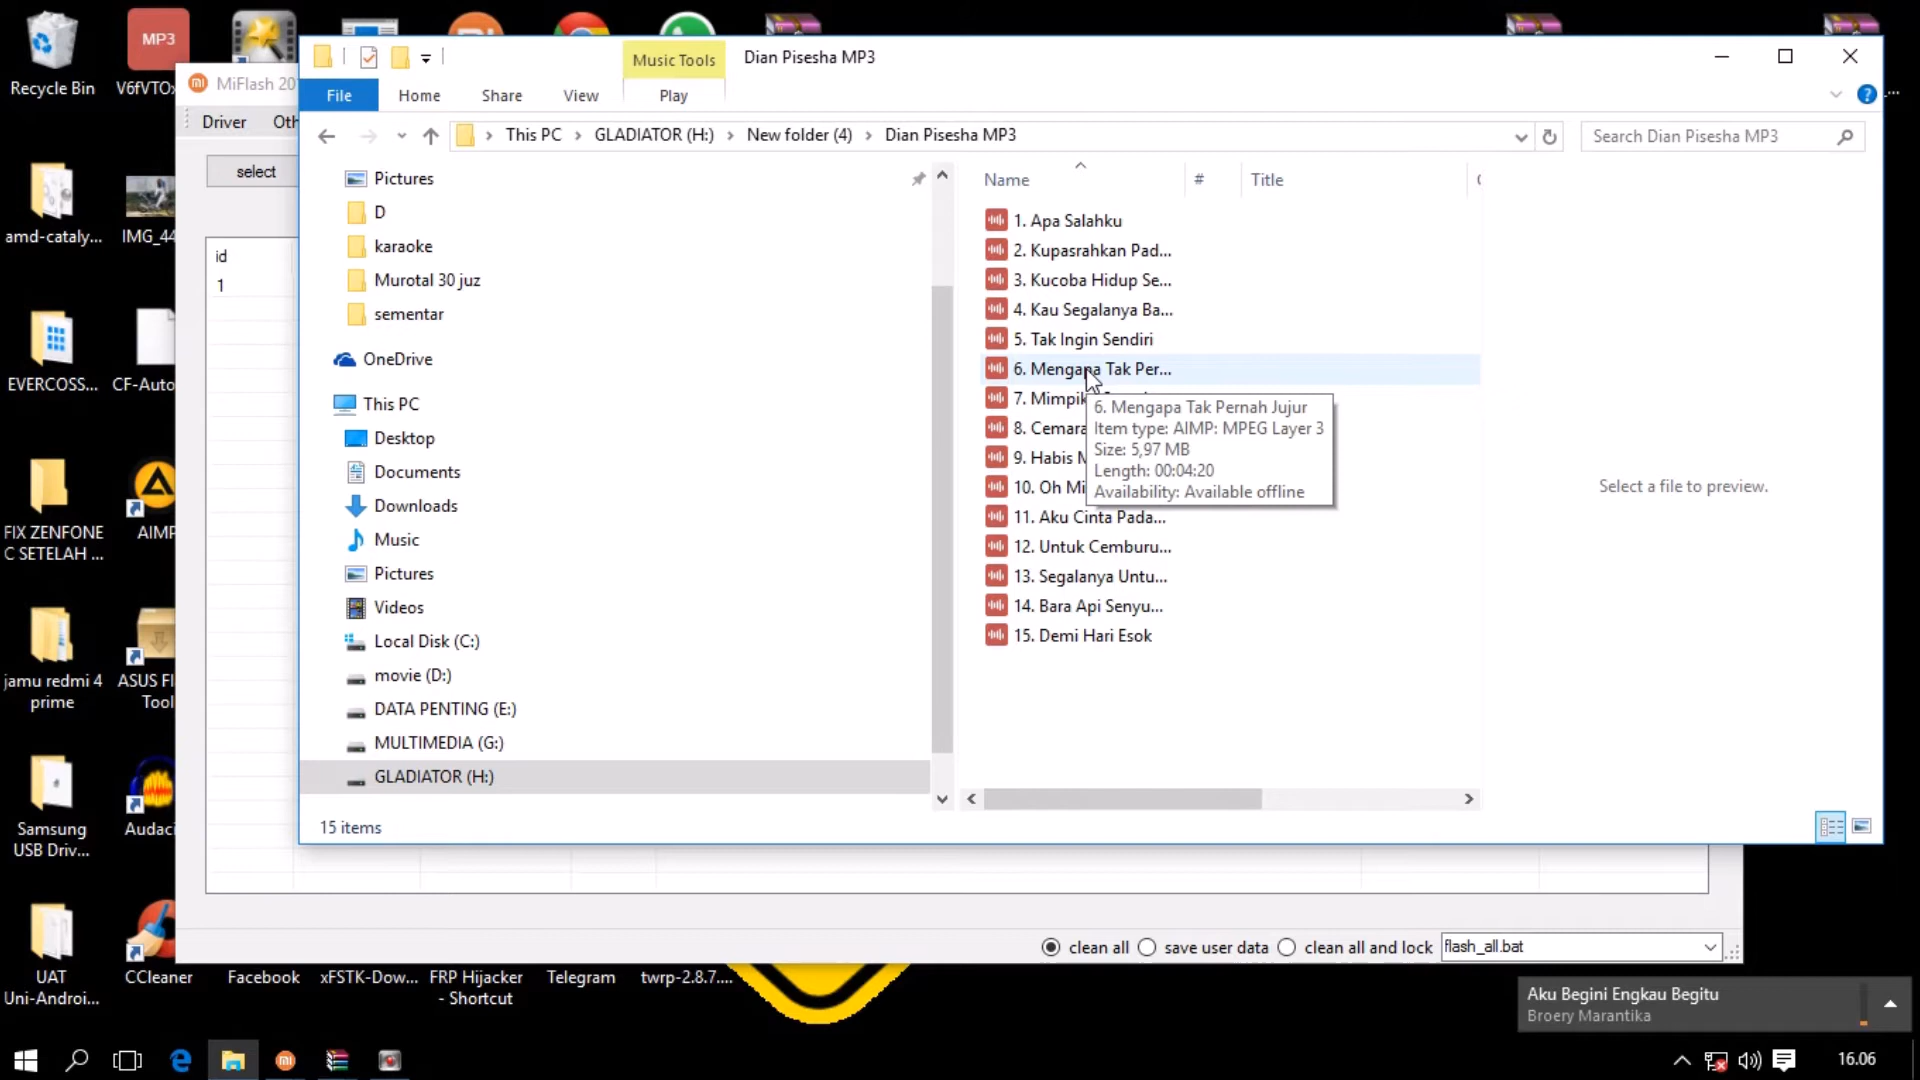 Recycle Bin
MP3
V6fVTOx
MiFlash 20
Music Tools
Dian Pisesha MP3
File
Home
Share
View
Play
Driver
Oth
This PC
GLADIATOR (H:)
New folder (4)
Dian Pisesha MP3
Search Dian Pisesha MP3
select
Pictures
D
karaoke
Murotal 30 juz
sementar
OneDrive
This PC
Desktop
Documents
Downloads
Music
Pictures
Videos
Local Disk (C:)
movie (D:)
DATA PENTING (E:)
MULTIMEDIA (G:)
GLADIATOR (H:)
15 items
Name
#
Title
1. Apa Salahku
2. Kupasrahkan Pad...
3. Kucoba Hidup Se...
4. Kau Segalanya Ba...
5. Tak Ingin Sendiri
6. Mengapa Tak Per...
7. Mimpik
8. Cemara
9. Habis M
10. Oh Mi
11. Aku Cinta Pada...
12. Untuk Cemburu...
13. Segalanya Untu...
14. Bara Api Senyu...
15. Demi Hari Esok
6. Mengapa Tak Pernah Jujur
Item type: AIMP: MPEG Layer 3
Size: 5,97 MB
Length: 00:04:20
Availability: Available offline
Select a file to preview.
id
1
amd-cataly...
IMG_44
EVERCOSS...
CF-Auto
FIX ZENFONE
C SETELAH ...
AIMP
jamu redmi 4
prime
ASUS Fl
Tool
Samsung
USB Driv...
Audaci
UAT
Uni-Androi...
CCleaner
Facebook
xFSTK-Dow...
FRP Hijacker
- Shortcut
Telegram
twrp-2.8.7....
clean all
save user data
clean all and lock
flash_all.bat
Aku Begini Engkau Begitu
Broery Marantika
16.06